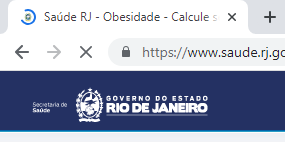 Saúde RJ - Obesidade - Calcule s
https://www.saude.rj.go
Secretaria de
Saúde
GOVERNO DO ESTADO
RIO DE JANEIRO